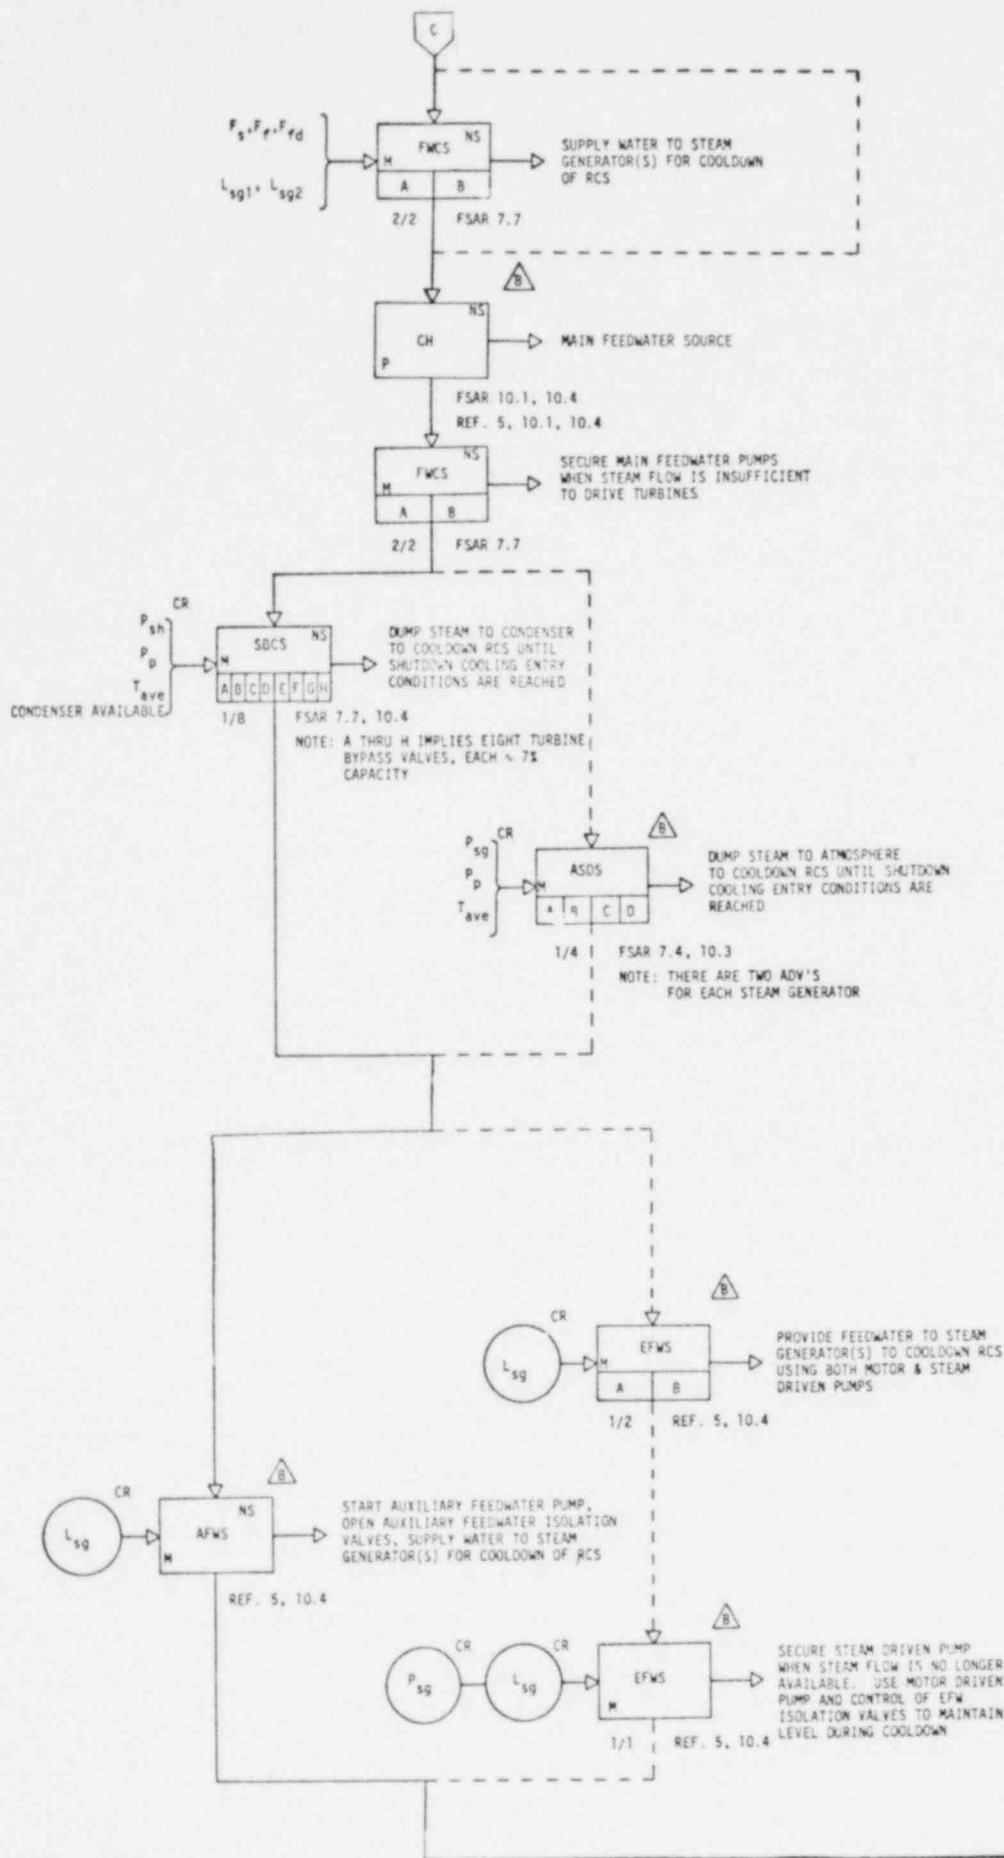 C
F_s, F_f, F_fd
L_sg1, L_sg2
NS
FWCS
M
A B
2/2 FSAR 7.7
SUPPLY WATER TO STEAM
GENERATOR(S) FOR COOLDOWN
OF RCS
B
NS
CH
P
MAIN FEEDWATER SOURCE
FSAR 10.1, 10.4
REF. 5, 10.1, 10.4
NS
FWCS
M
A B
2/2 FSAR 7.7
SECURE MAIN FEEDWATER PUMPS
WHEN STEAM FLOW IS INSUFFICIENT
TO DRIVE TURBINES
CR
P_sh
P_p
T_ave
CONDENSER AVAILABLE
SBCS NS
M
A B C D E F G H
1/8 FSAR 7.7, 10.4
DUMP STEAM TO CONDENSER
TO COOLDOWN RCS UNTIL
SHUTDOWN COOLING ENTRY
CONDITIONS ARE REACHED
NOTE: A THRU H IMPLIES EIGHT TURBINE
BYPASS VALVES, EACH ~ 7%
CAPACITY
B
CR
P_sg
P_p
T_ave
ASDS
M
A B C D
1/4 FSAR 7.4, 10.3
DUMP STEAM TO ATMOSPHERE
TO COOLDOWN RCS UNTIL SHUTDOWN
COOLING ENTRY CONDITIONS ARE
REACHED
NOTE: THERE ARE TWO ADV'S
FOR EACH STEAM GENERATOR
B
CR
L_sg
EFWS
M
A B
1/2 REF. 5, 10.4
PROVIDE FEEDWATER TO STEAM
GENERATOR(S) TO COOLDOWN RCS
USING BOTH MOTOR & STEAM
DRIVEN PUMPS
B
CR
L_sg
NS
AFWS
M
REF. 5, 10.4
START AUXILIARY FEEDWATER PUMP,
OPEN AUXILIARY FEEDWATER ISOLATION
VALVES, SUPPLY WATER TO STEAM
GENERATOR(S) FOR COOLDOWN OF RCS
B
CR CR
P_sg L_sg
EFWS
M
1/1 REF. 5, 10.4
SECURE STEAM DRIVEN PUMP
WHEN STEAM FLOW IS NO LONGER
AVAILABLE. USE MOTOR DRIVEN
PUMP AND CONTROL OF EFW
ISOLATION VALVES TO MAINTAIN
LEVEL DURING COOLDOWN